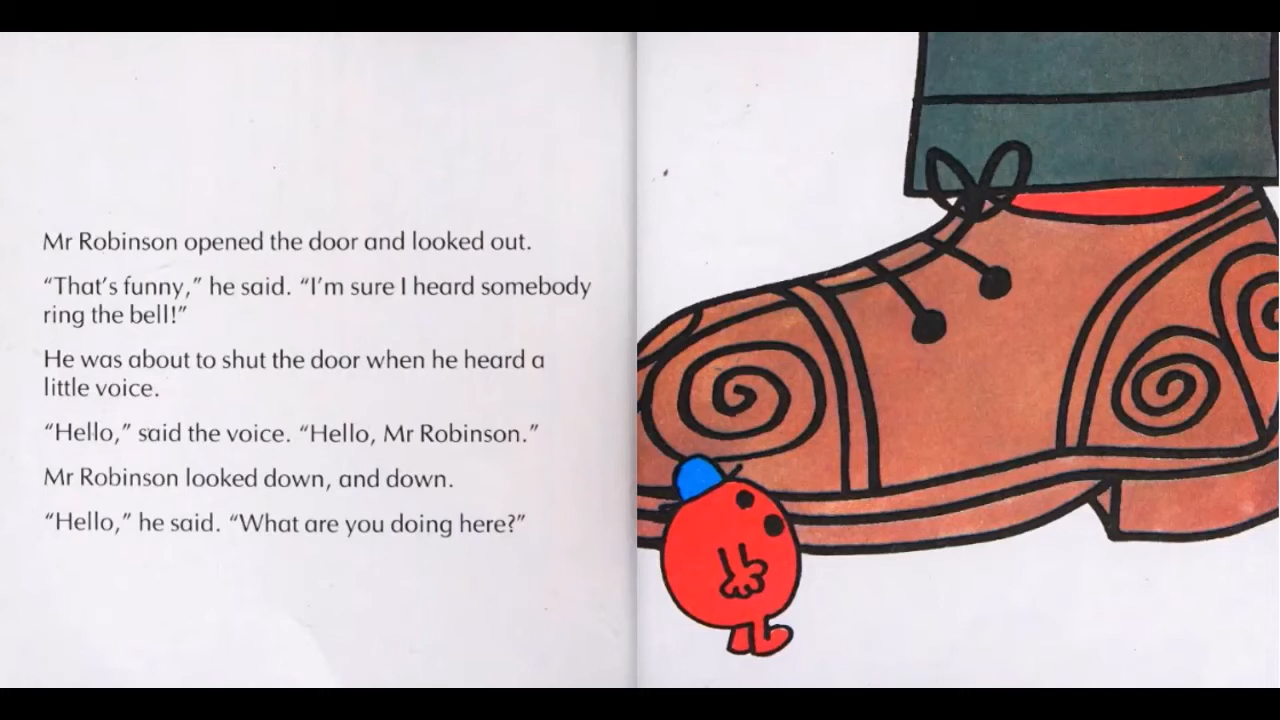 Mr Robinson opened the door and looked out.
“That’s funny,” he said. “I’m sure I heard somebody
ring the bell!”
He was about to shut the door when he heard a
little voice.
“Hello,” said the voice. “Hello, Mr Robinson.”
Mr Robinson looked down, and down.
“Hello,” he said. “What are you doing here?”